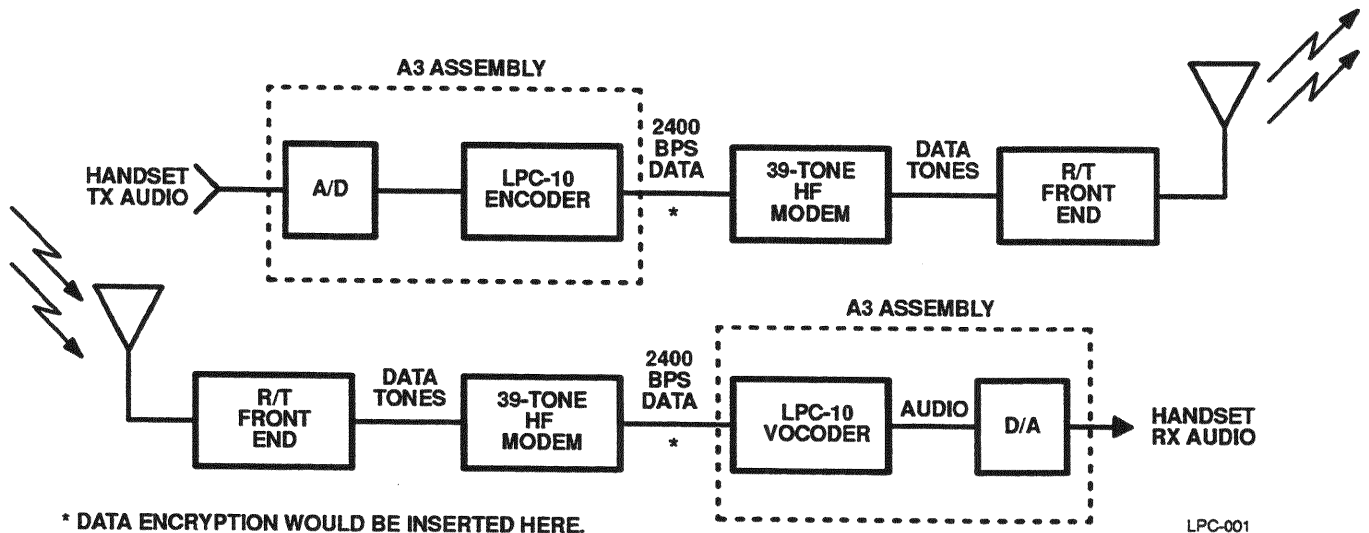 A3 ASSEMBLY
HANDSET
TX AUDIO
A/D
LPC-10
ENCODER
2400
BPS
DATA
*
39-TONE
HF
MODEM
DATA
TONES
R/T
FRONT
END
A3 ASSEMBLY
R/T
FRONT
END
DATA
TONES
39-TONE
HF
MODEM
2400
BPS
DATA
*
LPC-10
VOCODER
AUDIO
D/A
HANDSET
RX AUDIO
* DATA ENCRYPTION WOULD BE INSERTED HERE.
LPC-001